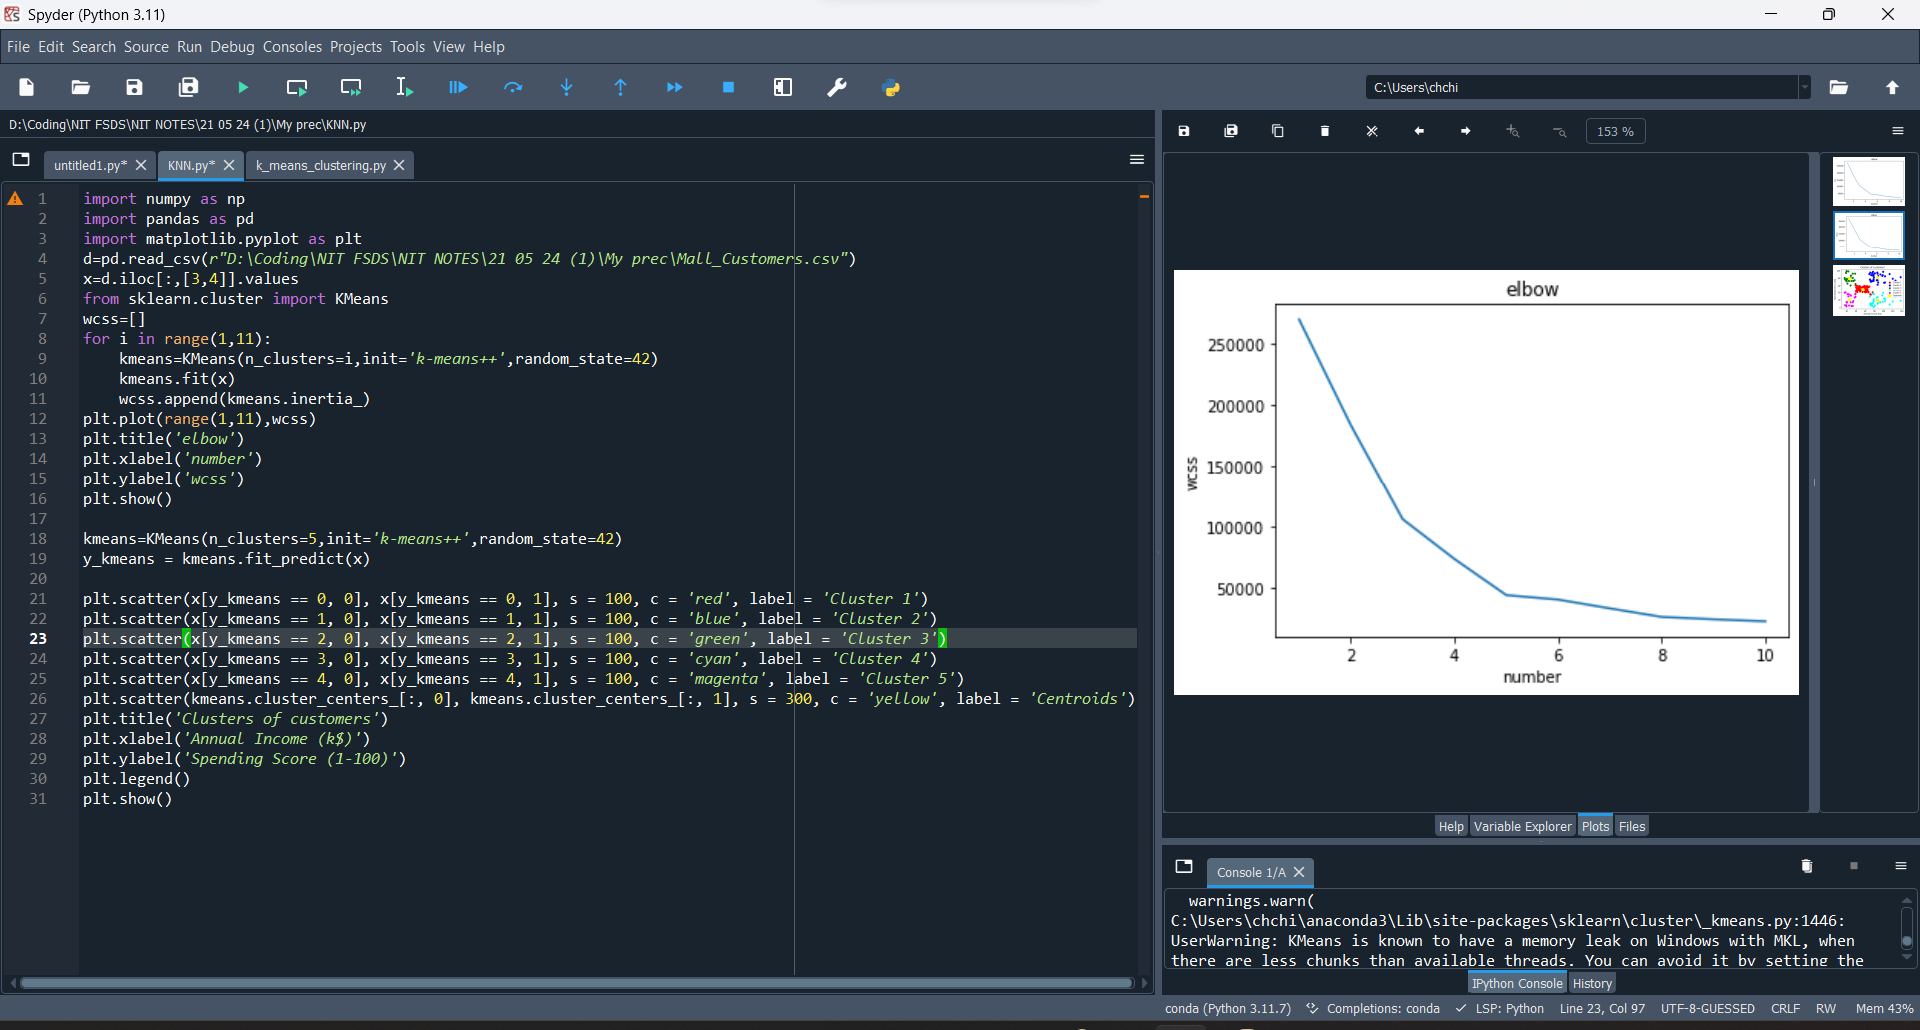 Spyder (Python 3.11)
File Edit Search Source Run Debug Consoles Projects Tools View Help
C:\Users\chchi
D:\Coding\NIT FSDS\NIT NOTES\21 05 24 (1)\My prec\KNN.py
untitled1.py* KNN.py* k_means_clustering.py
153 %
1 import numpy as np
2 import pandas as pd
3 import matplotlib.pyplot as plt
4 d=pd.read_csv(r"D:\Coding\NIT FSDS\NIT NOTES\21 05 24 (1)\My prec\Mall_Customers.csv")
5 x=d.iloc[:,[3,4]].values
6 from sklearn.cluster import KMeans
7 wcss=[]
8 for i in range(1,11):
9     kmeans=KMeans(n_clusters=i,init='k-means++',random_state=42)
10     kmeans.fit(x)
11     wcss.append(kmeans.inertia_)
12 plt.plot(range(1,11),wcss)
13 plt.title('elbow')
14 plt.xlabel('number')
15 plt.ylabel('wcss')
16 plt.show()
17
18 kmeans=KMeans(n_clusters=5,init='k-means++',random_state=42)
19 y_kmeans = kmeans.fit_predict(x)
20
21 plt.scatter(x[y_kmeans == 0, 0], x[y_kmeans == 0, 1], s = 100, c = 'red', label = 'Cluster 1')
22 plt.scatter(x[y_kmeans == 1, 0], x[y_kmeans == 1, 1], s = 100, c = 'blue', label = 'Cluster 2')
23 plt.scatter(x[y_kmeans == 2, 0], x[y_kmeans == 2, 1], s = 100, c = 'green', label = 'Cluster 3')
24 plt.scatter(x[y_kmeans == 3, 0], x[y_kmeans == 3, 1], s = 100, c = 'cyan', label = 'Cluster 4')
25 plt.scatter(x[y_kmeans == 4, 0], x[y_kmeans == 4, 1], s = 100, c = 'magenta', label = 'Cluster 5')
26 plt.scatter(kmeans.cluster_centers_[:, 0], kmeans.cluster_centers_[:, 1], s = 300, c = 'yellow', label = 'Centroids')
27 plt.title('Clusters of customers')
28 plt.xlabel('Annual Income (k$)')
29 plt.ylabel('Spending Score (1-100)')
30 plt.legend()
31 plt.show()
elbow
250000
200000
150000
100000
50000
wcss
2 4 6 8 10
number
Help Variable Explorer Plots Files
Console 1/A
warnings.warn(
C:\Users\chchi\anaconda3\Lib\site-packages\sklearn\cluster\_kmeans.py:1446:
UserWarning: KMeans is known to have a memory leak on Windows with MKL, when
there are less chunks than available threads. You can avoid it by setting the
IPython Console History
conda (Python 3.11.7) Completions: conda LSP: Python Line 23, Col 97 UTF-8-GUESSED CRLF RW Mem 43%